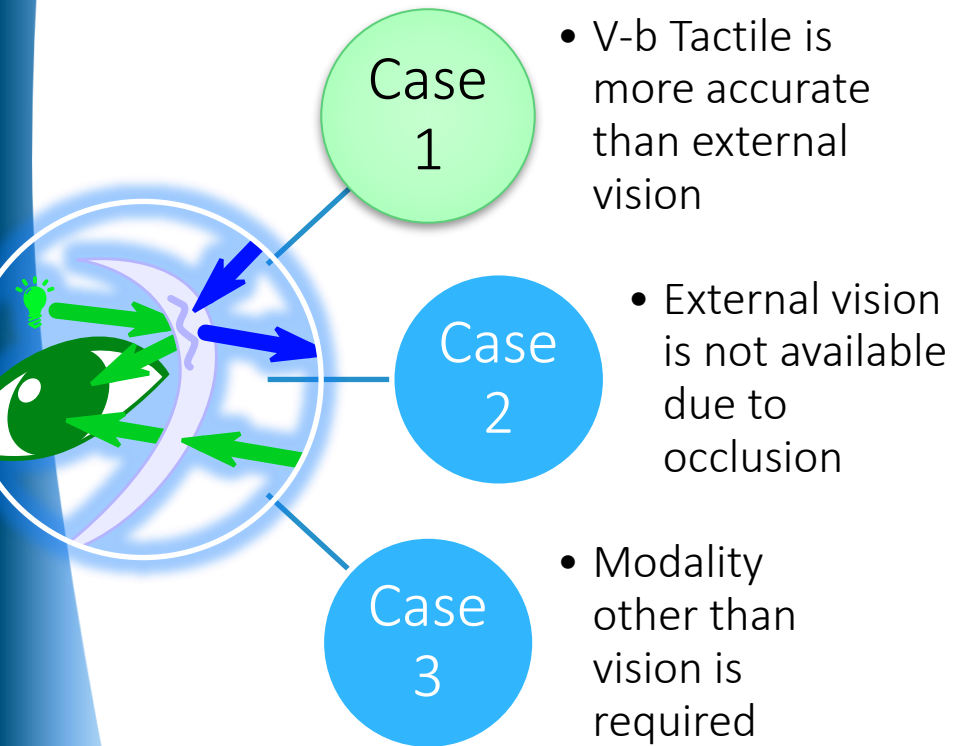 Case
1
• V-b Tactile is
more accurate
than external
vision
Case
2
• External vision
is not available
due to
occlusion
Case
3
• Modality
other than
vision is
required